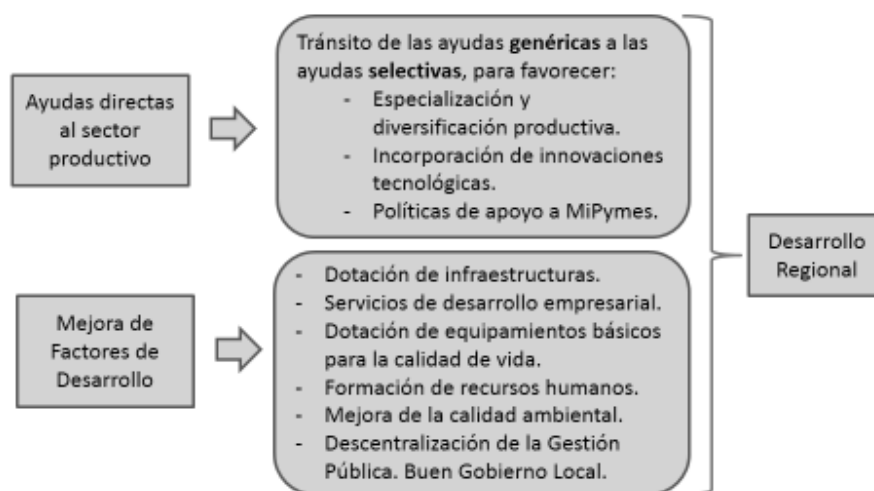 Ayudas directas
al sector
productivo
Tránsito de las ayudas genéricas a las
ayudas selectivas, para favorecer:
- Especialización y
diversificación productiva.
- Incorporación de innovaciones
tecnológicas.
- Políticas de apoyo a MiPymes.
Mejora de
Factores de
Desarrollo
- Dotación de infraestructuras.
- Servicios de desarrollo empresarial.
- Dotación de equipamientos básicos
para la calidad de vida.
- Formación de recursos humanos.
- Mejora de la calidad ambiental.
- Descentralización de la Gestión
Pública. Buen Gobierno Local.
Desarrollo
Regional